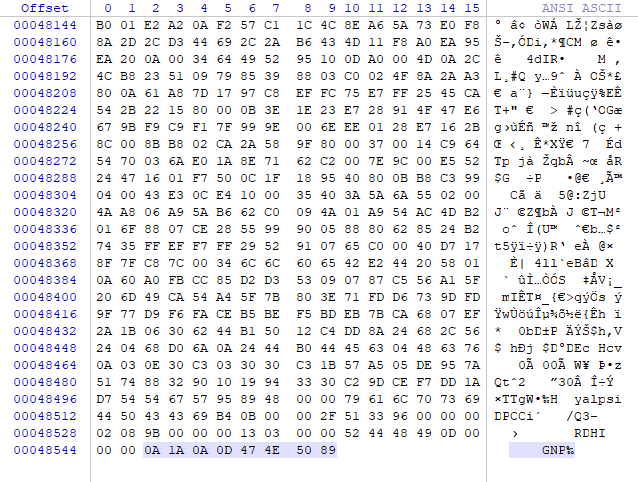 Offset 0 1 2 3 4 5 6 7 8 9 10 11 12 13 14 15 ANSI ASCII
00048144 B0 01 E2 A2 0A F2 57 C1 1C 4C 8E A6 5A 73 E0 F8 ° â¢ òWÁ LŽ¦Zsàø
00048160 8A 2D 2C D3 44 69 2C 2A B6 43 4D 11 F8 A0 EA 95 Š-,ÓDi,*¶CM ø ê•
00048176 EA 20 0A 00 34 64 49 52 95 10 0D A0 00 4D 0A 2C ê 4dIR• M ,
00048192 4C B8 23 51 09 79 85 39 88 03 C0 02 4F 8A 2A A3 L¸#Q y…9ˆ À OŠ*£
00048208 80 0A 61 A8 7D 17 97 C8 EF FC 75 E7 FF 25 45 CA € a¨} —Èïüuçÿ%EÊ
00048224 54 2B 22 15 80 00 0B 3E 1E 23 E7 28 91 4F 47 E6 T+" € > #ç(‘OGæ
00048240 67 9B F9 C9 F1 7F 99 9E 00 6E EE 01 28 E7 16 2B g›ùÉñ ™ž nî (ç +
00048256 8C 00 8B B8 02 CA 2A 58 9F 80 00 37 00 14 C9 64 Œ ‹¸ Ê*XŸ€ 7 Éd
00048272 54 70 03 6A E0 1A 8E 71 62 C2 00 7E 9C 00 E5 52 Tp jà ŽqbÂ ~œ åR
00048288 24 47 16 01 F7 50 0C 1F 18 95 40 80 0B B8 C3 99 $G ÷P •@€ ¸Ã™
00048304 04 00 43 E3 0C E4 10 00 35 40 3A 5A 6A 55 02 00 Cã ä 5@:ZjU
00048320 4A A8 06 A9 5A B6 62 C0 09 4A 01 A9 54 AC 4D B2 J¨ ©Z¶bÀ J ©T¬M²
00048336 01 6F 88 07 CE 28 55 99 90 05 88 80 62 85 24 B2 oˆ Î(U™ ˆ€b…$²
00048352 74 35 FF EF F7 FF 29 52 91 07 65 C0 00 40 D7 17 t5ÿï÷ÿ)R‘ eÀ @×
00048368 8F 7F C8 7C 00 34 6C 6C 60 65 42 E2 44 20 58 01 È| 4ll`eBâD X
00048384 0A 60 A0 FB CC 85 D2 D3 53 09 07 87 C5 56 A1 5F ` ûÌ…ÒÓS ‡ÅV¡_
00048400 20 6D 49 CA 54 A4 5F 7B 80 3E 71 FD D6 73 9D FD mIÊT¤_{€>qýÖs ý
00048416 9F 77 D9 F6 FA CE B5 BE F5 BD EB 7B CA 68 07 EF ŸwÙöúÎµ¾õ½ë{Êh ï
00048432 2A 1B 06 30 62 44 B1 50 12 C4 DD 8A 24 68 2C 56 * 0bD±P ÄÝŠ$h,V
00048448 24 04 68 D0 6A 0A 24 44 B0 44 45 63 04 48 63 76 $ hÐj $D°DEc Hcv
00048464 0A 03 0E 30 C3 03 30 30 C3 1B 57 A5 05 DE 95 7A 0Ã 00Ã W¥ Þ•z
00048480 51 74 88 32 90 10 19 94 33 30 C2 9D CE F7 DD 1A Qtˆ2 ”30Â Î÷Ý
00048496 D7 54 54 67 57 95 89 48 00 00 79 61 6C 70 73 69 ×TTgW•‰H yalpsi
00048512 44 50 43 43 69 B4 0B 00 00 2F 51 33 96 00 00 00 DPCCi´ /Q3–
00048528 02 08 9B 00 00 00 13 03 00 00 52 44 48 49 0D 00 › RDHI
00048544 00 00 0A 1A 0A 0D 47 4E 50 89 GNP‰